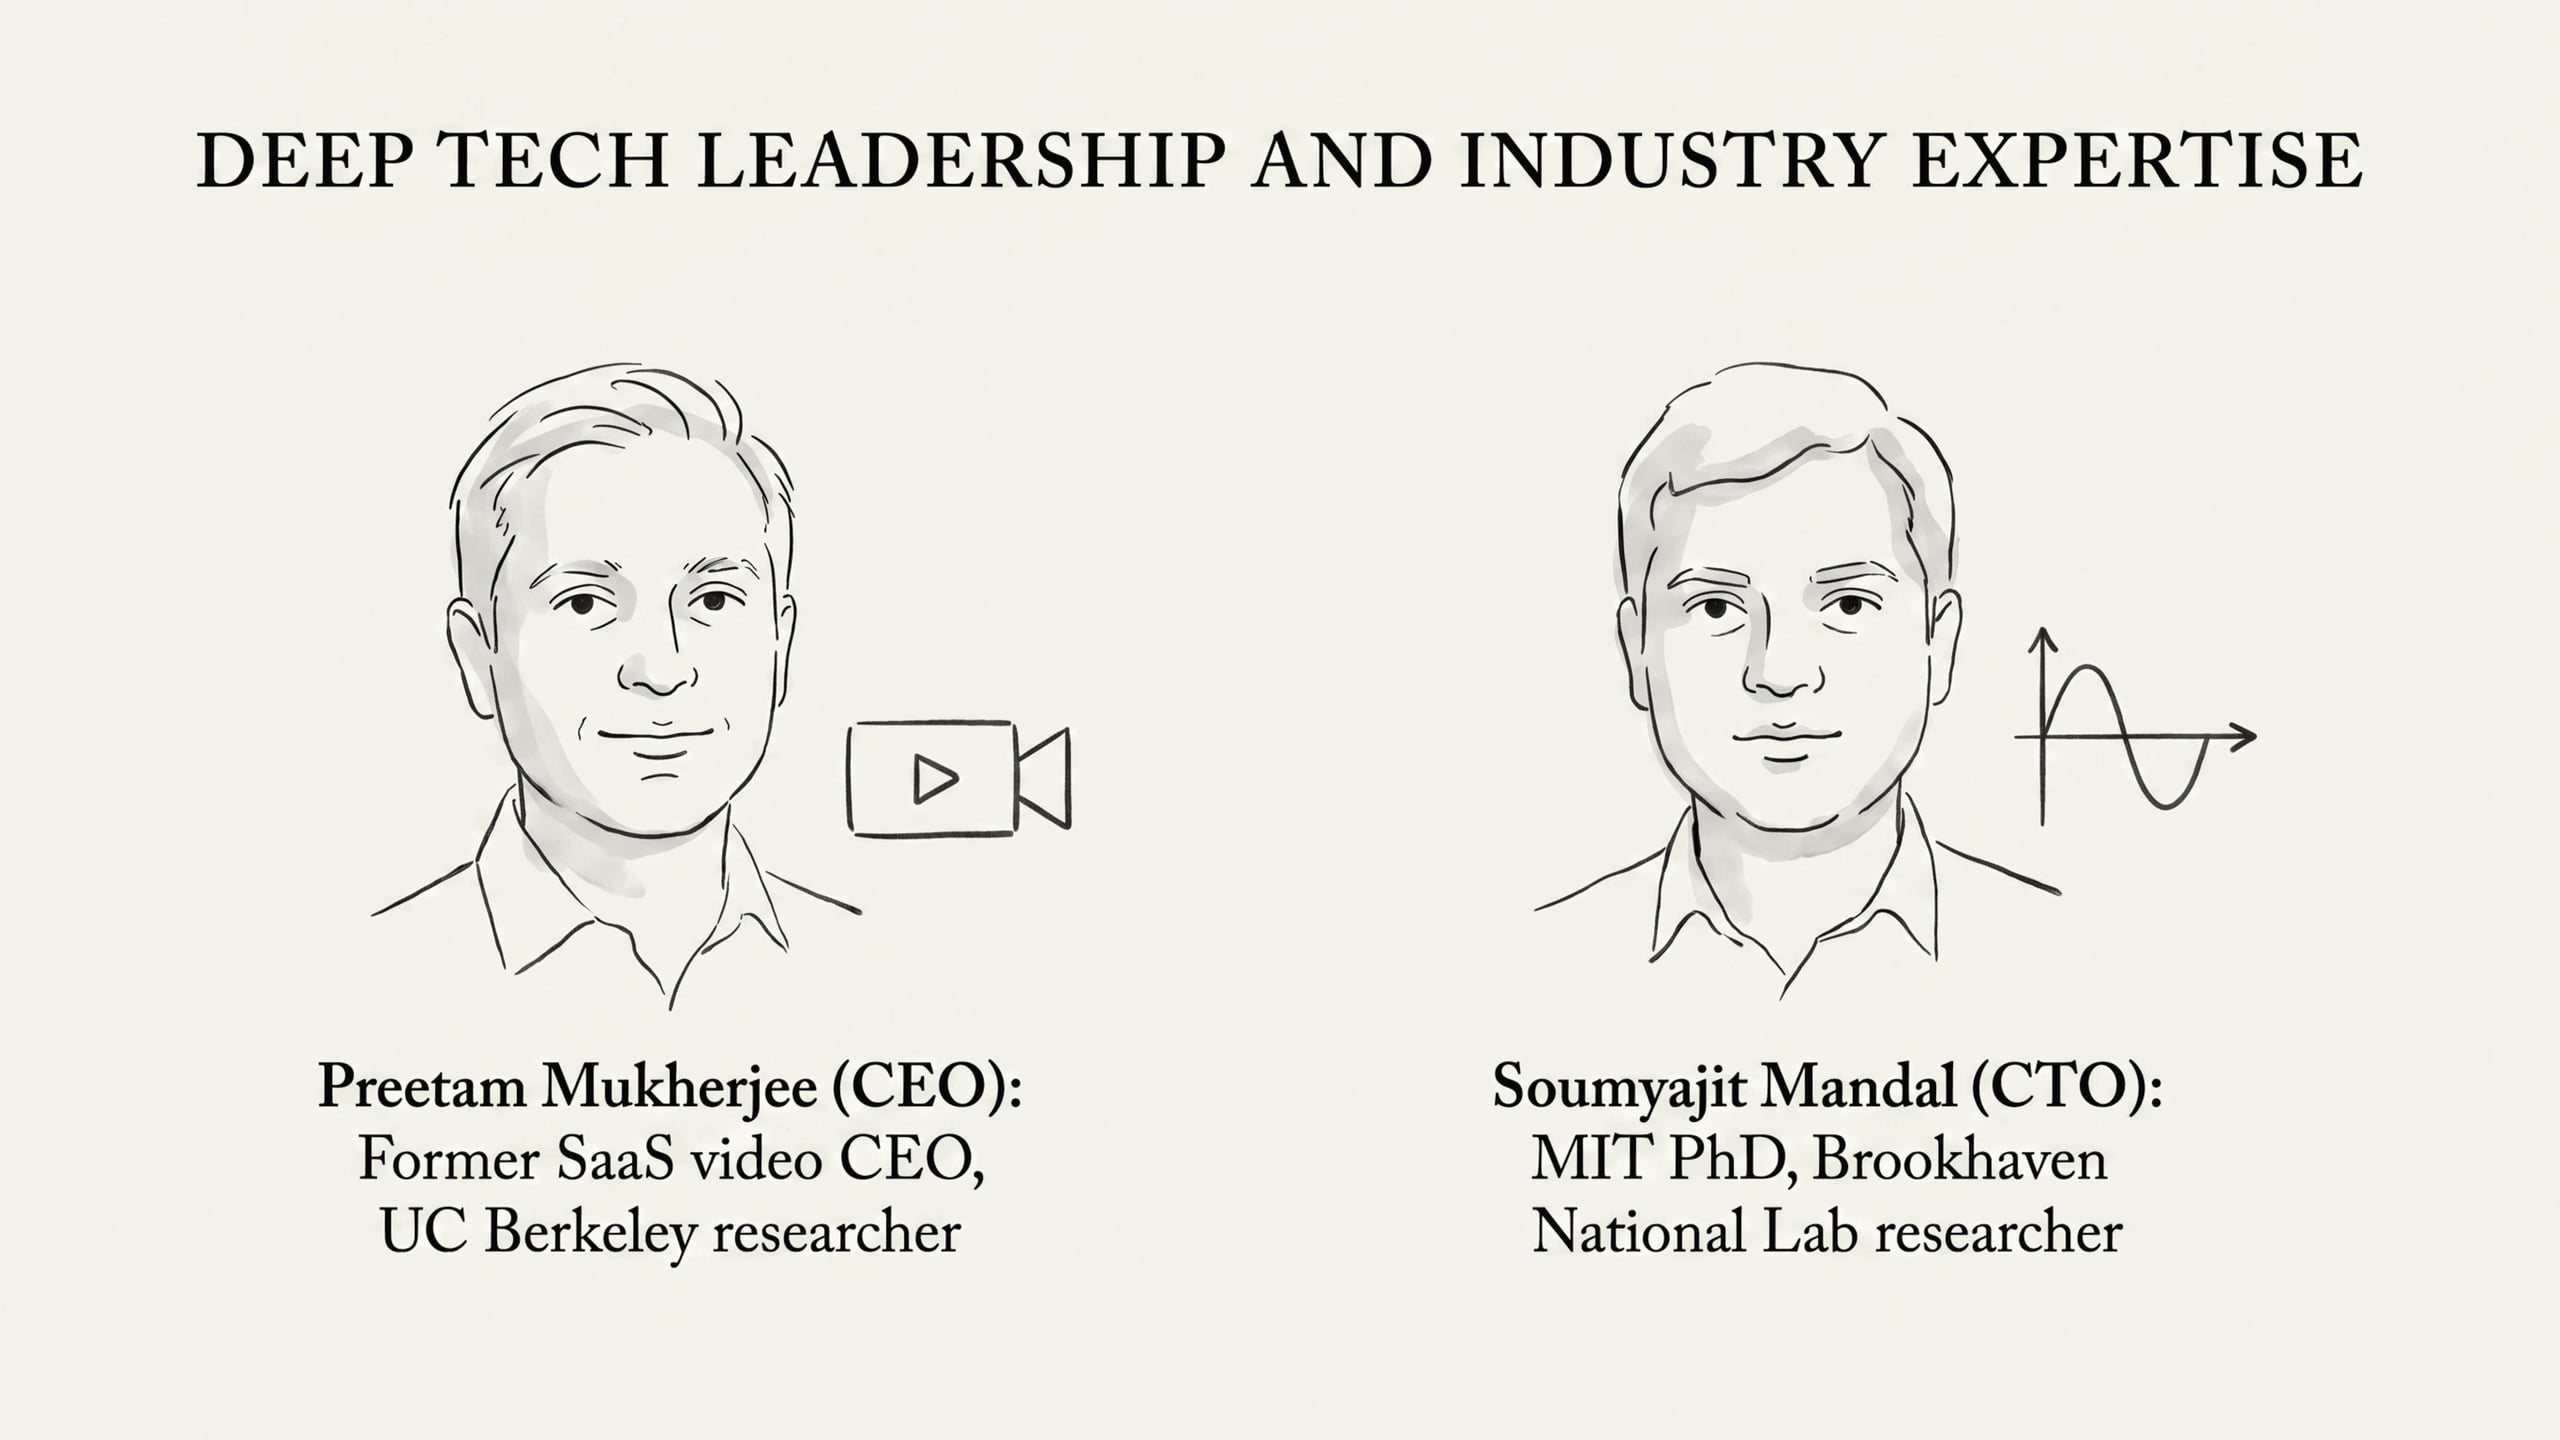 DEEP TECH LEADERSHIP AND INDUSTRY EXPERTISE
Preetam Mukherjee (CEO):
Former SaaS video CEO,
UC Berkeley researcher
Soumyajit Mandal (CTO):
MIT PhD, Brookhaven
National Lab researcher